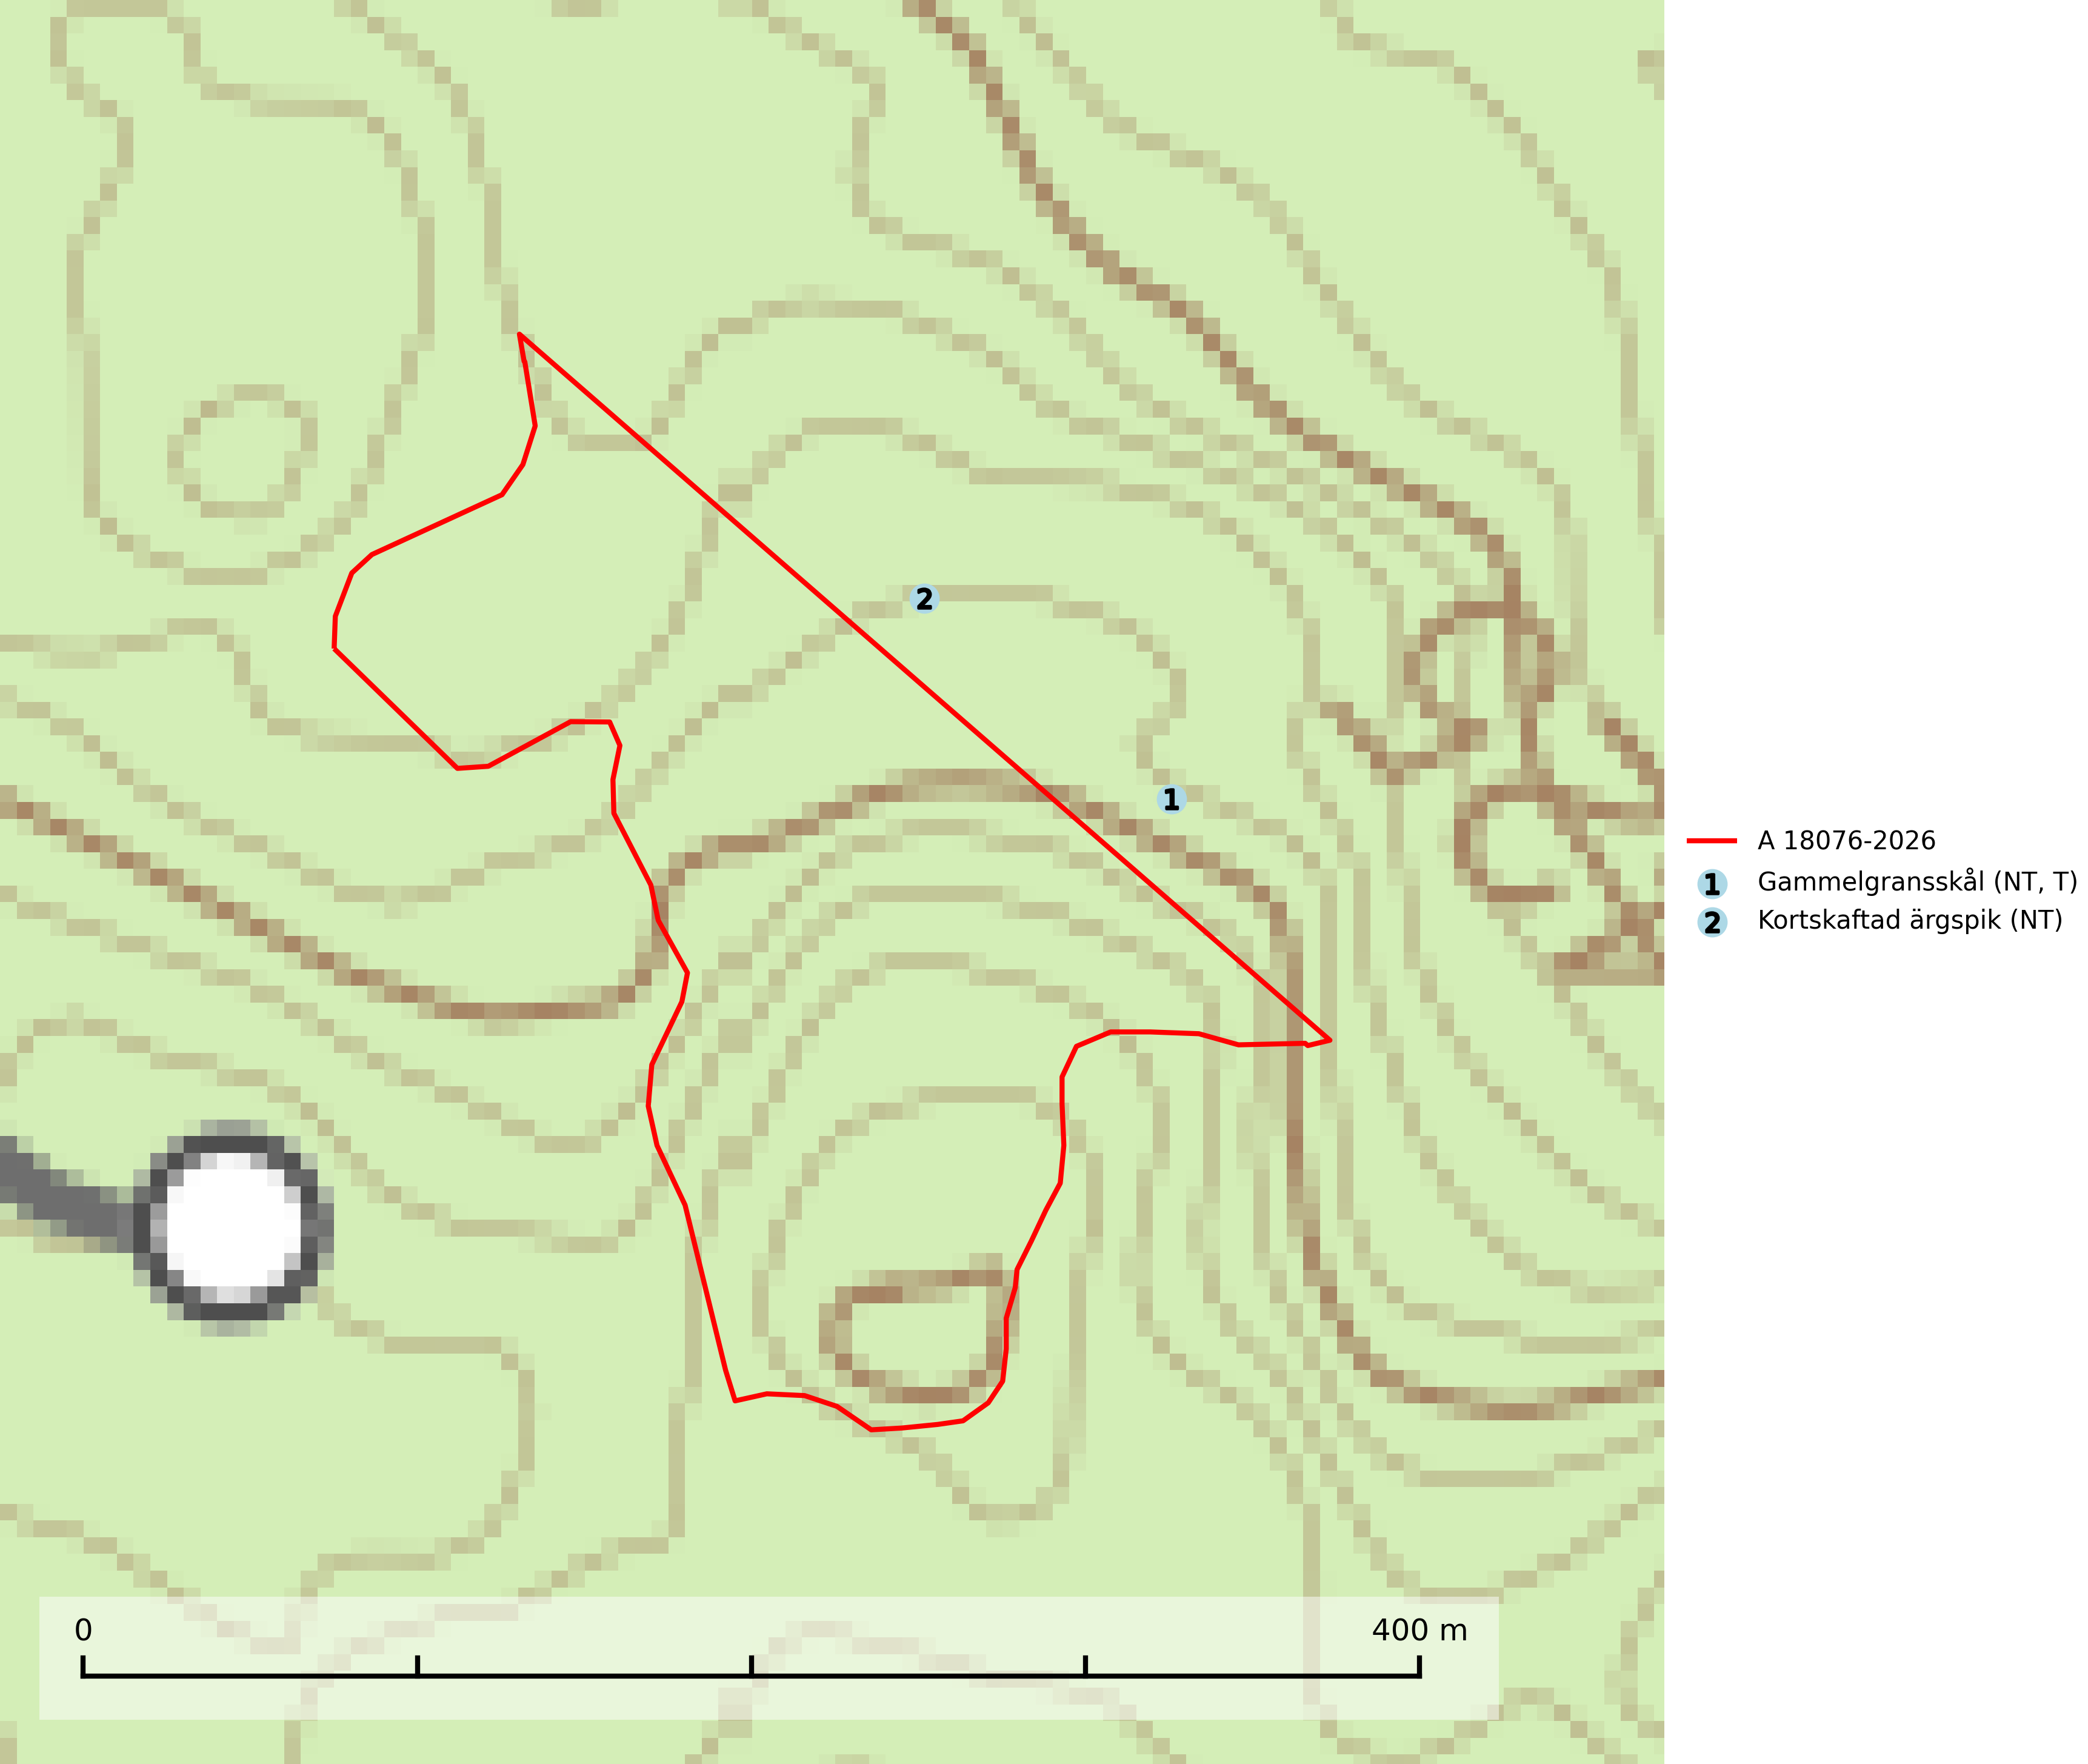 2
1
A 18076-2026
1 Gammelgransskål (NT, T)
2 Kortskaftad ärgspik (NT)
0 400 m